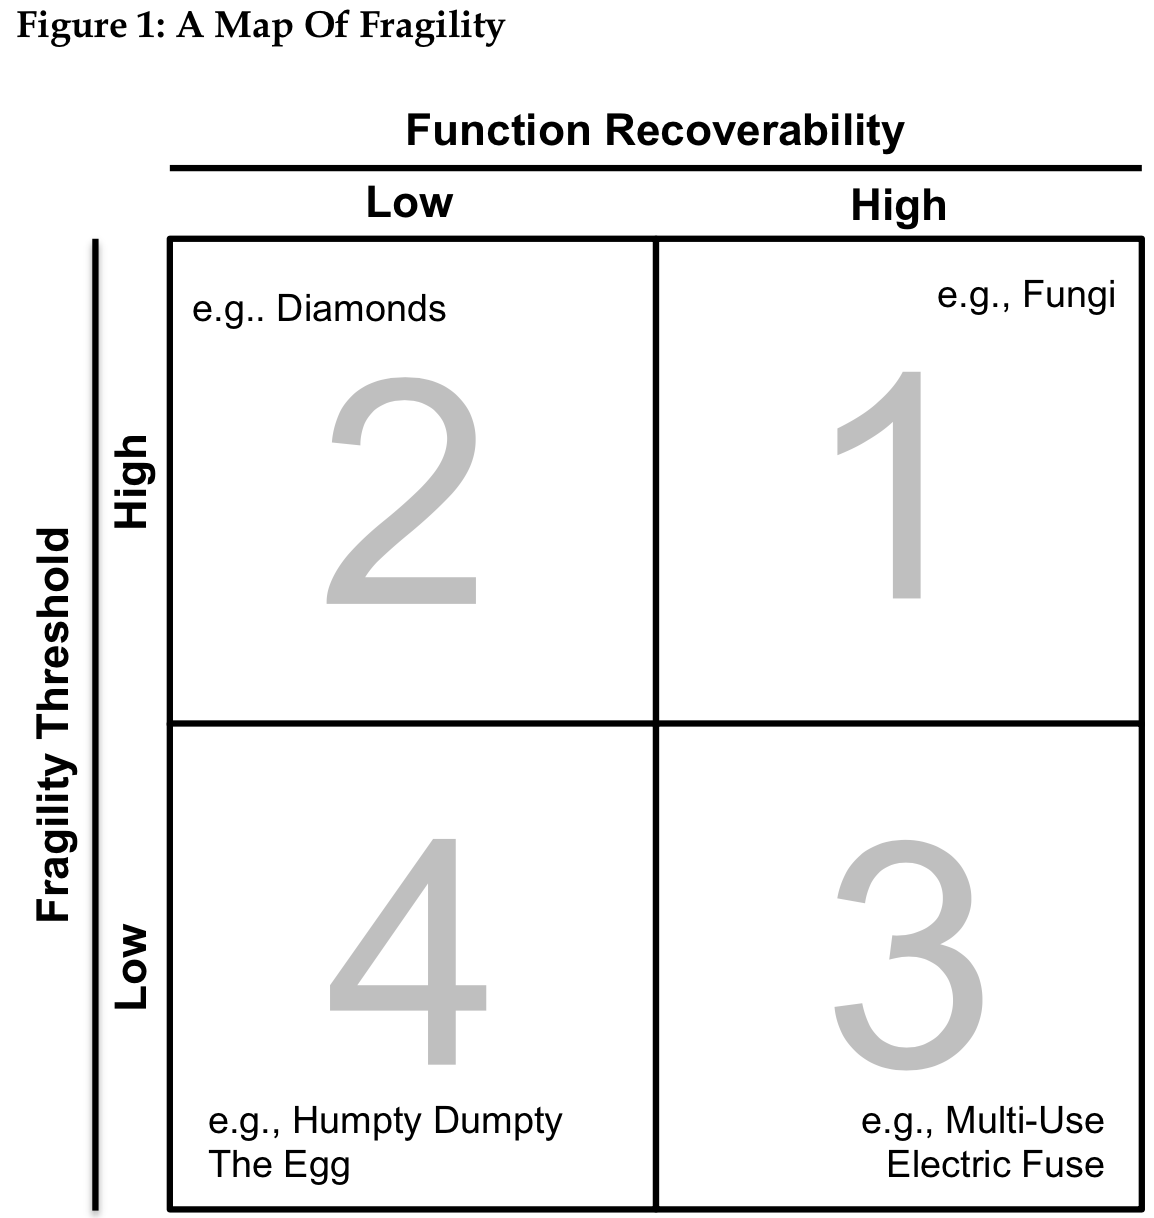 Figure 1: A Map Of Fragility
Function Recoverability
Low
High
Fragility Threshold
High
Low
e.g.. Diamonds
2
e.g., Fungi
1
4
e.g., Humpty Dumpty
The Egg
3
e.g., Multi-Use
Electric Fuse